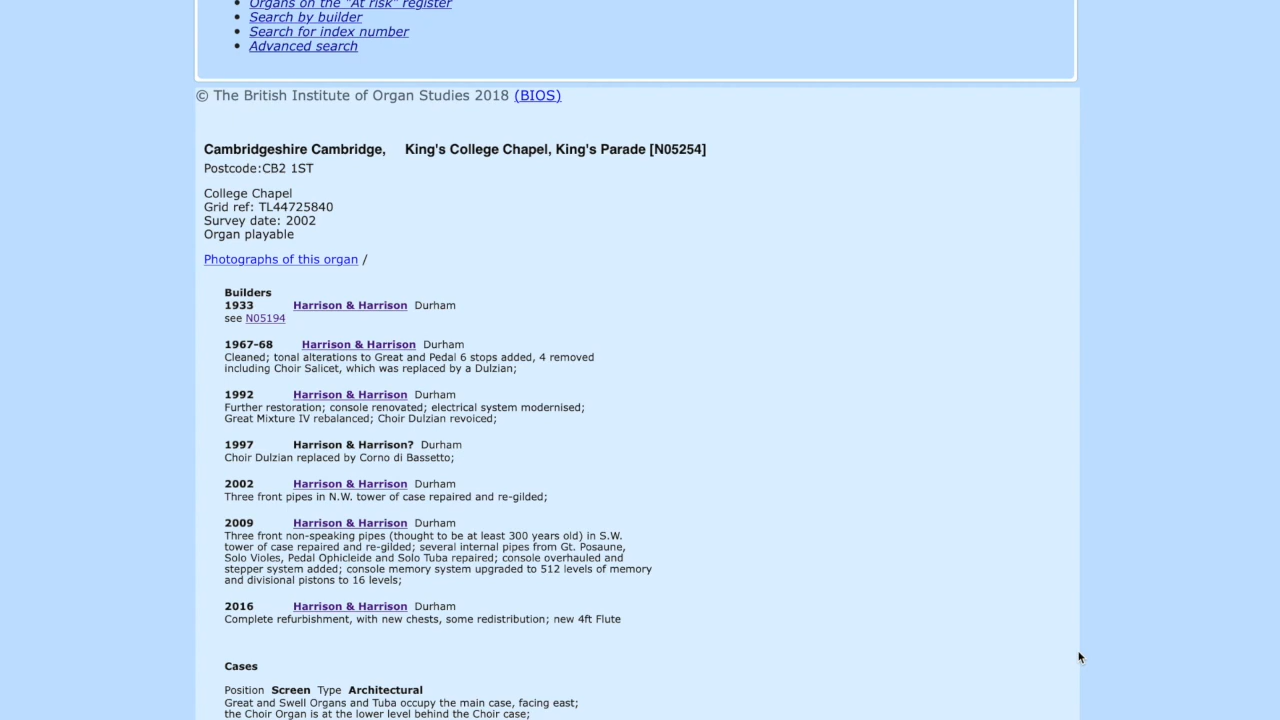 Organs on the "At risk" register
Search by builder
Search for index number
Advanced search
© The British Institute of Organ Studies 2018 (BIOS)
Cambridgeshire Cambridge, King's College Chapel, King's Parade [N05254]
Postcode:CB2 1ST
College Chapel
Grid ref: TL44725840
Survey date: 2002
Organ playable
Photographs of this organ /
Builders
1933 Harrison & Harrison Durham
see N05194
1967-68 Harrison & Harrison Durham
Cleaned; tonal alterations to Great and Pedal 6 stops added, 4 removed
including Choir Salicet, which was replaced by a Dulzian;
1992 Harrison & Harrison Durham
Further restoration; console renovated; electrical system modernised;
Great Mixture IV rebalanced; Choir Dulzian revoiced;
1997 Harrison & Harrison? Durham
Choir Dulzian replaced by Corno di Bassetto;
2002 Harrison & Harrison Durham
Three front pipes in N.W. tower of case repaired and re-gilded;
2009 Harrison & Harrison Durham
Three front non-speaking pipes (thought to be at least 300 years old) in S.W.
tower of case repaired and re-gilded; several internal pipes from Gt. Posaune,
Solo Violes, Pedal Ophicleide and Solo Tuba repaired; console overhauled and
stepper system added; console memory system upgraded to 512 levels of memory
and divisional pistons to 16 levels;
2016 Harrison & Harrison Durham
Complete refurbishment, with new chests, some redistribution; new 4ft Flute
Cases
Position Screen Type Architectural
Great and Swell Organs and Tuba occupy the main case, facing east;
the Choir Organ is at the lower level behind the Choir case;